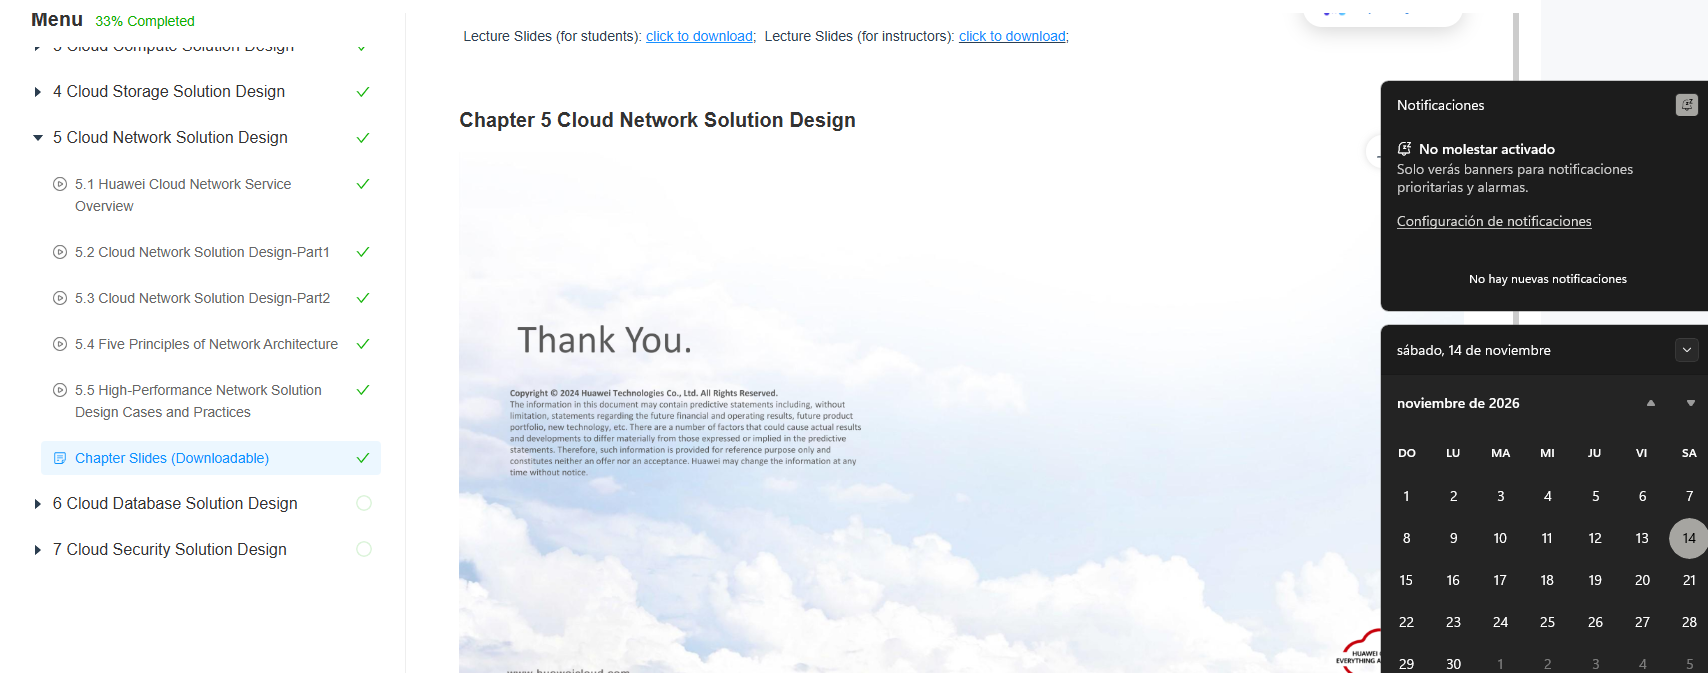 Menu 33% Completed
3 Cloud Compute Solution Design
4 Cloud Storage Solution Design
5 Cloud Network Solution Design
5.1 Huawei Cloud Network Service
Overview
5.2 Cloud Network Solution Design-Part1
5.3 Cloud Network Solution Design-Part2
5.4 Five Principles of Network Architecture
5.5 High-Performance Network Solution
Design Cases and Practices
Chapter Slides (Downloadable)
6 Cloud Database Solution Design
7 Cloud Security Solution Design
Lecture Slides (for students): click to download; Lecture Slides (for instructors): click to download;
Chapter 5 Cloud Network Solution Design
Thank You.
Copyright © 2024 Huawei Technologies Co., Ltd. All Rights Reserved.
The information in this document may contain predictive statements including, without
limitation, statements regarding the future financial and operating results, future product
portfolio, new technology, etc. There are a number of factors that could cause actual results
and developments to differ materially from those expressed or implied in the predictive
statements. Therefore, such information is provided for reference purpose only and
constitutes neither an offer nor an acceptance. Huawei may change the information at any
time without notice.
www.huaweicloud.com
HUAWEI
EVERYTHING
Notificaciones
No molestar activado
Solo verás banners para notificaciones
prioritarias y alarmas.
Configuración de notificaciones
No hay nuevas notificaciones
sábado, 14 de noviembre
noviembre de 2026
DO LU MA MI JU VI SA
1 2 3 4 5 6 7
8 9 10 11 12 13 14
15 16 17 18 19 20 21
22 23 24 25 26 27 28
29 30 1 2 3 4 5